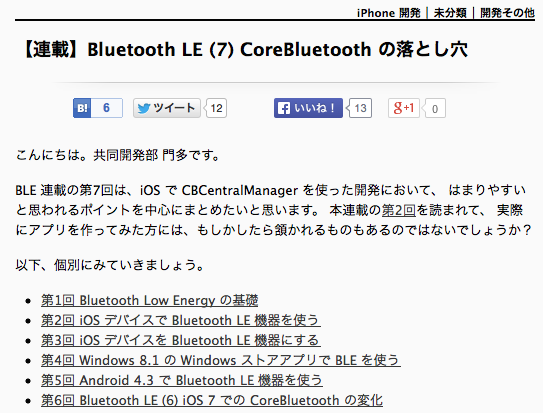 iPhone 開発 | 未分類 | 開発その他
【連載】Bluetooth LE (7) CoreBluetooth の落とし穴
B! 6 ツイート 12 いいね！ 13 g+1 0
こんにちは。共同開発部 門多です。
BLE 連載の第7回は、iOS で CBCentralManager を使った開発において、 はまりやすい
と思われるポイントを中心にまとめたいと思います。 本連載の第2回を読まれて、 実際
にアプリを作ってみた方には、もしかしたら頷かれるものもあるのではないでしょうか？
以下、個別にみていきましょう。
• 第1回 Bluetooth Low Energy の基礎
• 第2回 iOS デバイスで Bluetooth LE 機器を使う
• 第3回 iOS デバイスを Bluetooth LE 機器にする
• 第4回 Windows 8.1 の Windows ストアアプリで BLE を使う
• 第5回 Android 4.3 で Bluetooth LE 機器を使う
• 第6回 Bluetooth LE (6) iOS 7 での CoreBluetooth の変化